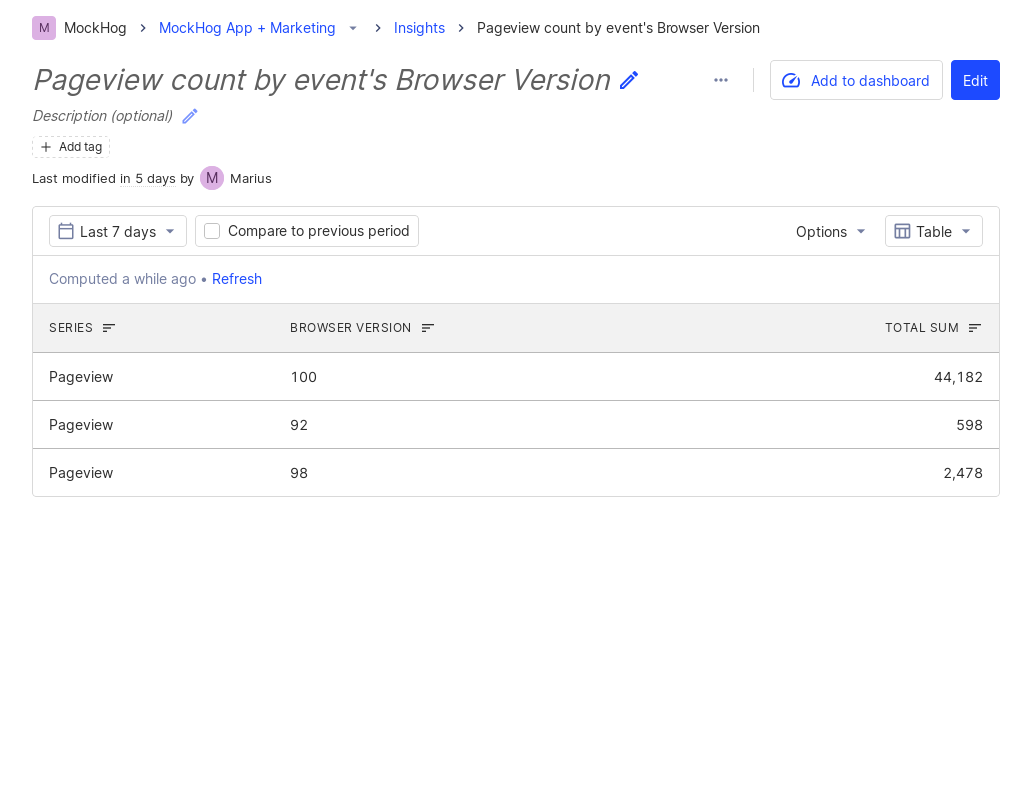 M MockHog MockHog App + Marketing Insights Pageview count by event's Browser Version
Pageview count by event's Browser Version
Add to dashboard Edit
Description (optional)
Add tag
Last modified in 5 days by M Marius
Last 7 days Compare to previous period Options Table
Computed a while ago • Refresh
SERIES BROWSER VERSION TOTAL SUM
Pageview 100 44,182
Pageview 92 598
Pageview 98 2,478